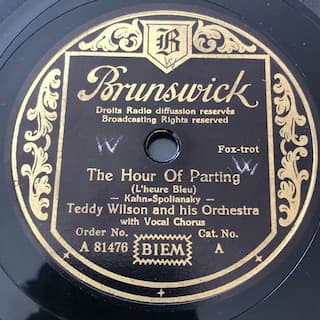 B
Brunswick
Droits Radio diffussion reservés
Broadcasting Rights reserved
W
Fox-trot
W
The Hour Of Parting
(L'heure Bleu)
- Kahn-Spoliansky -
Teddy Wilson and his Orchestra
with Vocal Chorus
Order No. Cat. No.
A 81476 BIEM A